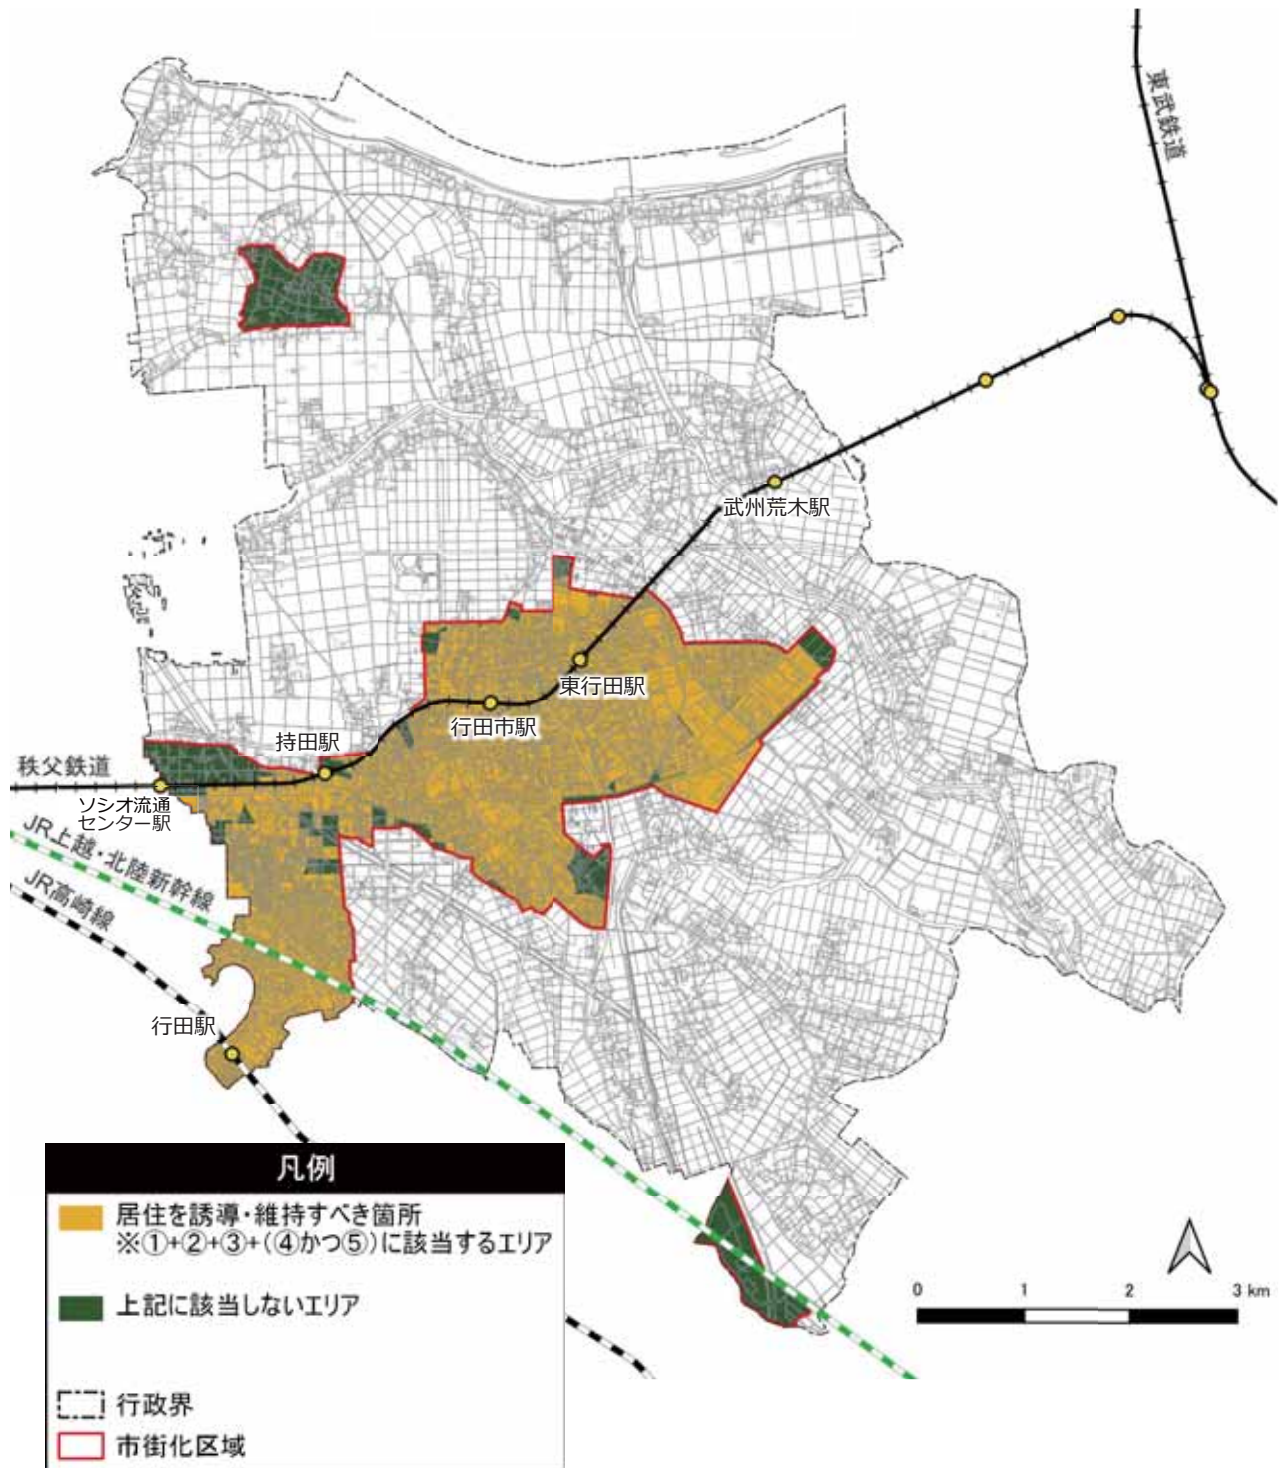 東武鉄道
武州荒木駅
東行田駅
行田市駅
持田駅
秩父鉄道
ソシオ流通
センター駅
JR上越・北陸新幹線
JR高崎線
行田駅
凡例
居住を誘導・維持すべき箇所
※①+②+③+(④かつ⑤)に該当するエリア
上記に該当しないエリア
行政界
市街化区域
0 1 2 3 km